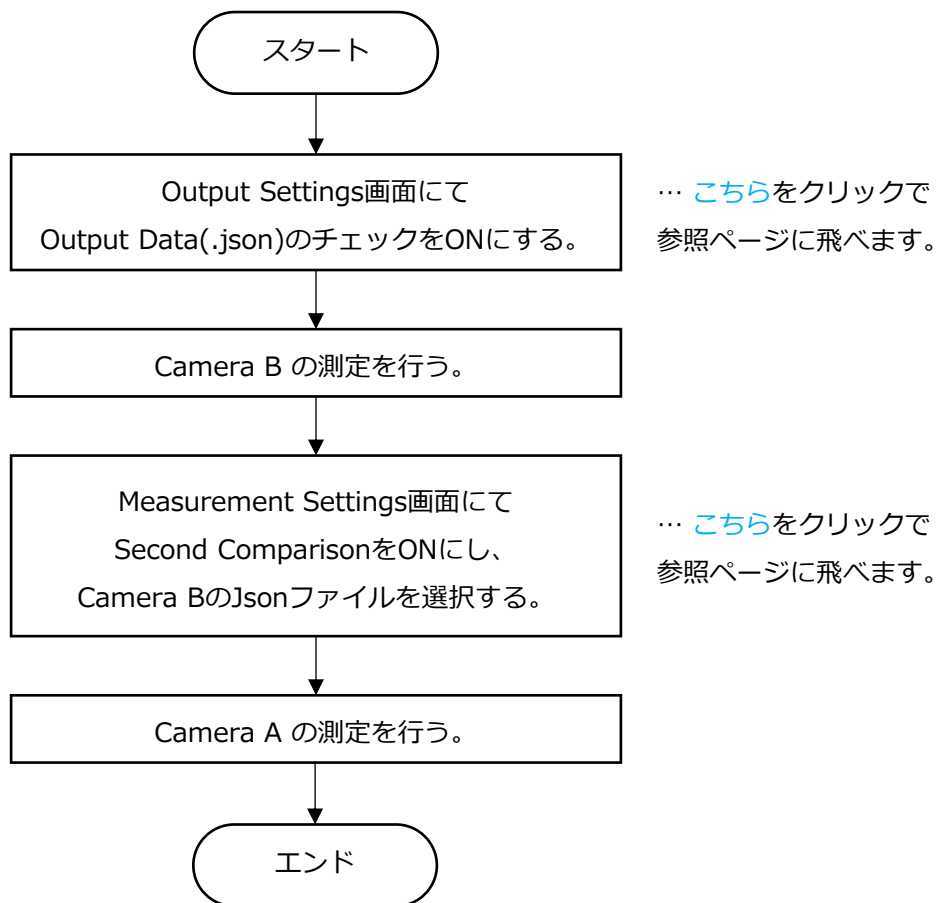 スタート
Output Settings画面にて
Output Data(.json)のチェックをONにする。
… こちらをクリックで
参照ページに飛べます。
Camera B の測定を行う。
Measurement Settings画面にて
Second ComparisonをONにし、
Camera BのJsonファイルを選択する。
… こちらをクリックで
参照ページに飛べます。
Camera A の測定を行う。
エンド